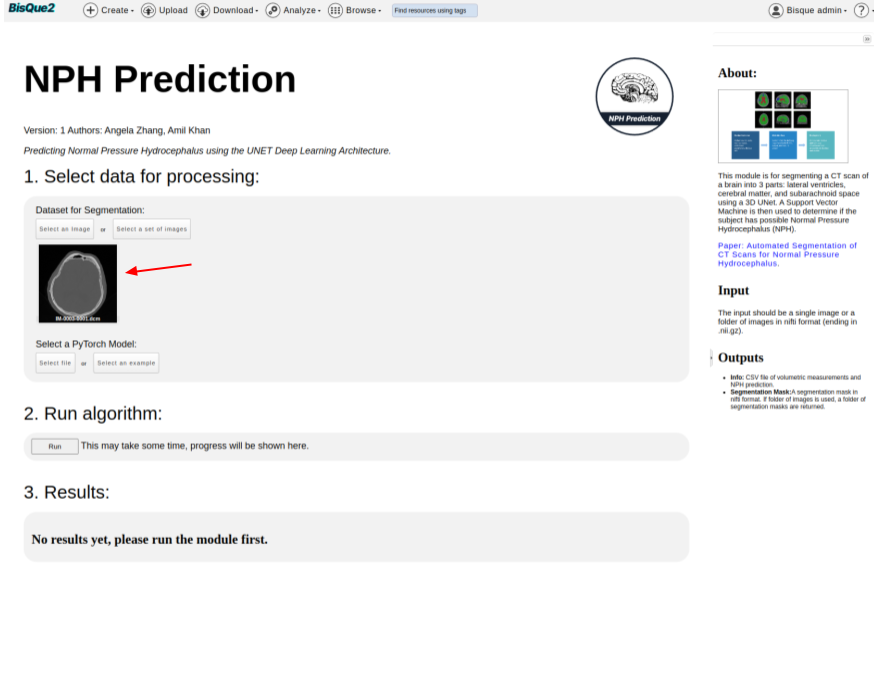 BisQue2 Create Upload Download Analyze Browse Find resources using tags Bisque admin ?
NPH Prediction
NPH Prediction
Version: 1 Authors: Angela Zhang, Amil Khan
Predicting Normal Pressure Hydrocephalus using the UNET Deep Learning Architecture.
1. Select data for processing:
Dataset for Segmentation:
Select an Image or Select a set of images
IM-0003-0001.dcm
Select a PyTorch Model:
Select file or Select an example
2. Run algorithm:
Run This may take some time, progress will be shown here.
3. Results:
No results yet, please run the module first.
About:
This module is for segmenting a CT scan of
a brain into 3 parts: lateral ventricles,
cerebral matter, and subarachnoid space
using a 3D UNet. A Support Vector
Machine is then used to determine if the
subject has possible Normal Pressure
Hydrocephalus (NPH).
Paper: Automated Segmentation of
CT Scans for Normal Pressure
Hydrocephalus.
Input
The input should be a single image or a
folder of images in nifti format (ending in
.nii.gz).
Outputs
Info: CSV file of volumetric measurements and
NPH prediction.
Segmentation Mask:A segmentation mask in
nifti format. If folder of images is used, a folder of
segmentation masks are returned.